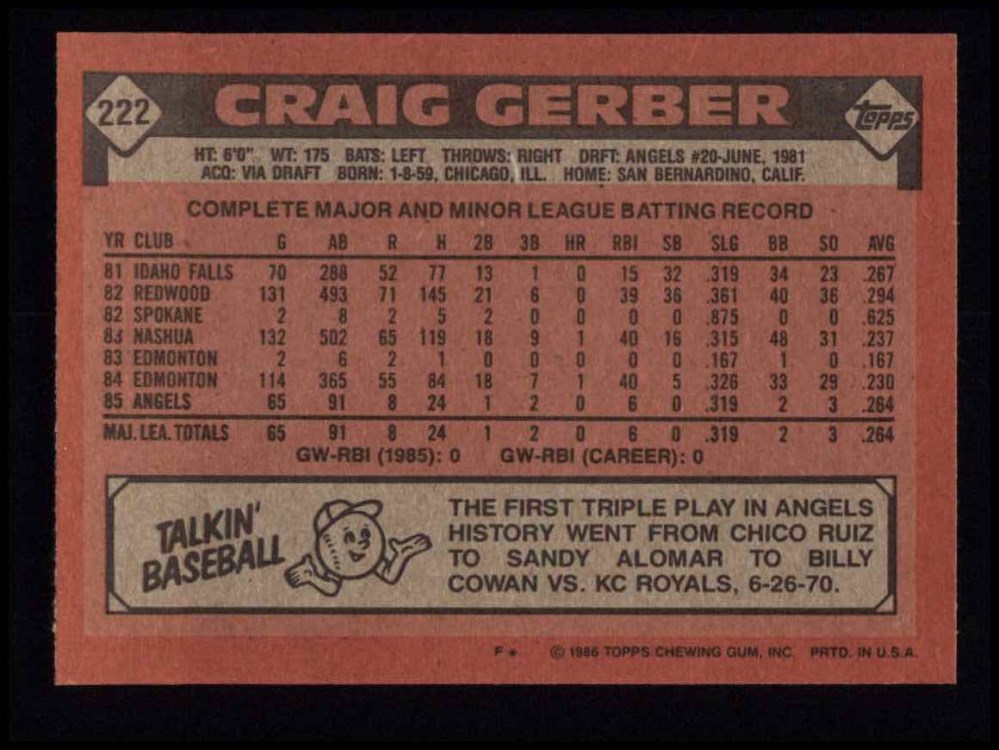 222 CRAIG GERBER topps
HT: 6'0" WT: 175 BATS: LEFT THROWS: RIGHT DRFT: ANGELS #20-JUNE, 1981
ACQ: VIA DRAFT BORN: 1-8-59, CHICAGO, ILL. HOME: SAN BERNARDINO, CALIF.
COMPLETE MAJOR AND MINOR LEAGUE BATTING RECORD
YR CLUB G AB R H 2B 3B HR RBI SB SLG BB SO AVG
81 IDAHO FALLS 70 288 52 77 13 1 0 15 32 .319 34 23 .267
82 REDWOOD 131 493 71 145 21 6 0 39 36 .361 40 36 .294
82 SPOKANE 2 8 2 5 2 0 0 0 0 .875 0 0 .625
83 NASHUA 132 502 65 119 18 9 1 40 16 .315 48 31 .237
83 EDMONTON 2 6 2 1 0 0 0 0 0 .167 1 0 .167
84 EDMONTON 114 365 55 84 18 7 1 40 5 .326 33 29 .230
85 ANGELS 65 91 8 24 1 2 0 6 0 .319 2 3 .264
MAJ. LEA. TOTALS 65 91 8 24 1 2 0 6 0 .319 2 3 .264
GW-RBI (1985): 0 GW-RBI (CAREER): 0
TALKIN'
BASEBALL
THE FIRST TRIPLE PLAY IN ANGELS
HISTORY WENT FROM CHICO RUIZ
TO SANDY ALOMAR TO BILLY
COWAN VS. KC ROYALS, 6-26-70.
F * © 1986 TOPPS CHEWING GUM, INC. PRTD. IN U.S.A.